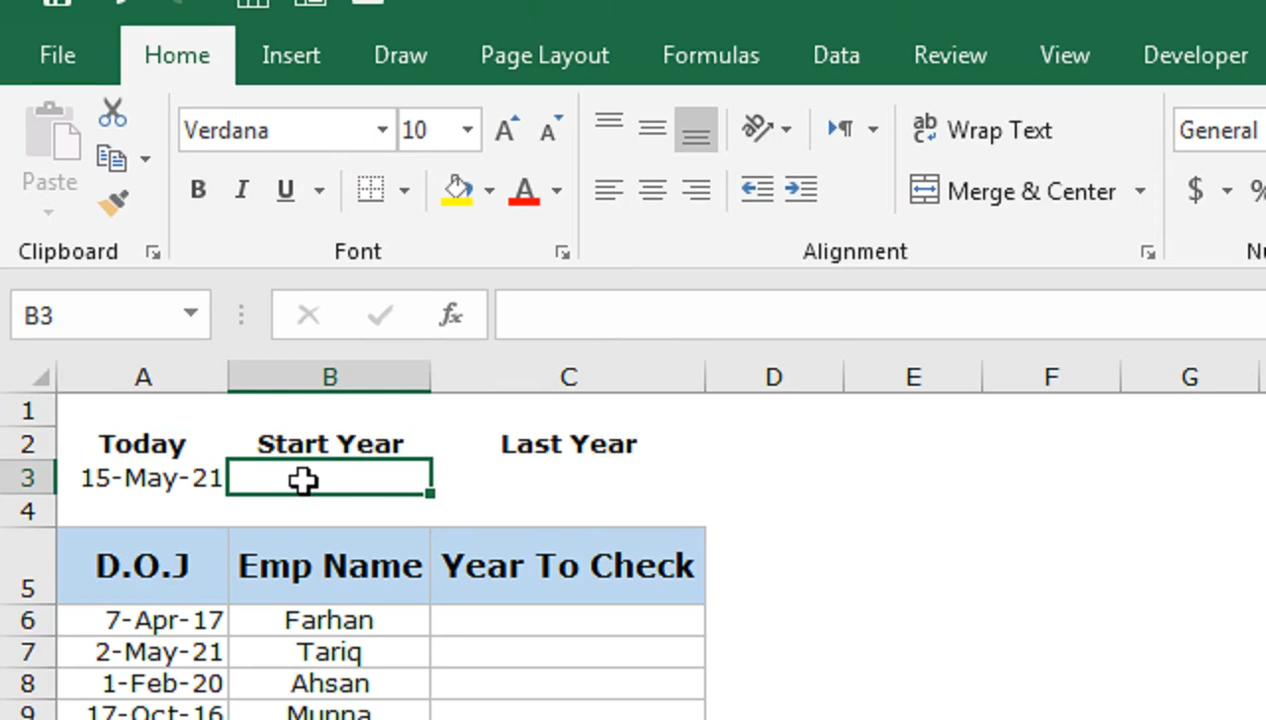 File Home Insert Draw Page Layout Formulas Data Review View Developer
Verdana 10 A A ab Wrap Text General
Paste B I U A Merge & Center $ %
Clipboard Font Alignment
B3 fx
A B C D E F G
1
2 Today Start Year Last Year
3 15-May-21
4
5 D.O.J Emp Name Year To Check
6 7-Apr-17 Farhan
7 2-May-21 Tariq
8 1-Feb-20 Ahsan
9 17-Oct-16 Munna